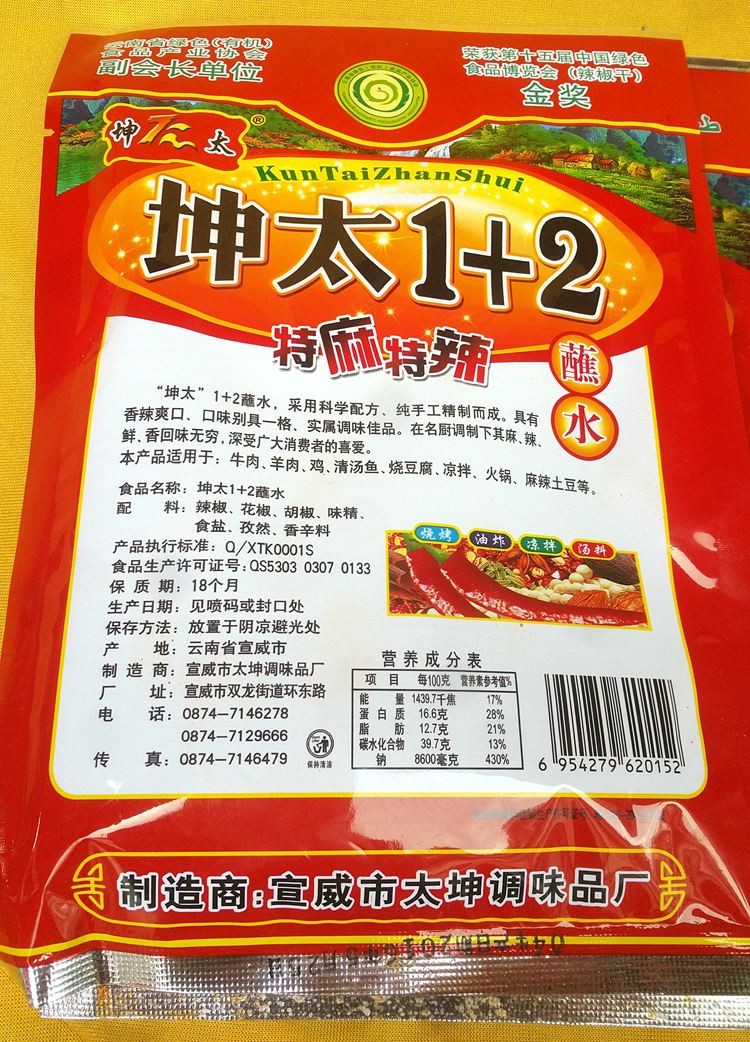 云南省绿色(有机)
食品产业协会
副会长单位
荣获第十五届中国绿色
食品博览会(辣椒干)
金奖
坤太®
KunTaiZhanShui
坤太1+2
特麻特辣
蘸水
“坤太”1+2蘸水，采用科学配方、纯手工精制而成。具有
香辣爽口、口味别具一格、实属调味佳品。在名厨调制下其麻、辣、
鲜、香回味无穷，深受广大消费者的喜爱。
本产品适用于：牛肉、羊肉、鸡、清汤鱼、烧豆腐、凉拌、火锅、麻辣土豆等。
食品名称：坤太1+2蘸水
配 料：辣椒、花椒、胡椒、味精、
食盐、孜然、香辛料
产品执行标准：Q/XTK0001S
食品生产许可证号:QS5303 0307 0133
保 质 期：18个月
生产日期：见喷码或封口处
保存方法：放置于阴凉避光处
产 地：云南省宣威市
制 造 商：宣威市太坤调味品厂
厂 址：宣威市双龙街道环东路
电 话：0874-7146278
0874-7129666
传 真：0874-7146479
保持清洁
烧烤 油炸 凉拌 汤料
营养成分表
项 目 每100克 营养素参考值%
能 量 1439.7千焦 17%
蛋 白 质 16.6克 28%
脂 肪 12.7克 21%
碳水化合物 39.7克 13%
钠 8600毫克 430%
6 954279 620152
制造商:宣威市太坤调味品厂